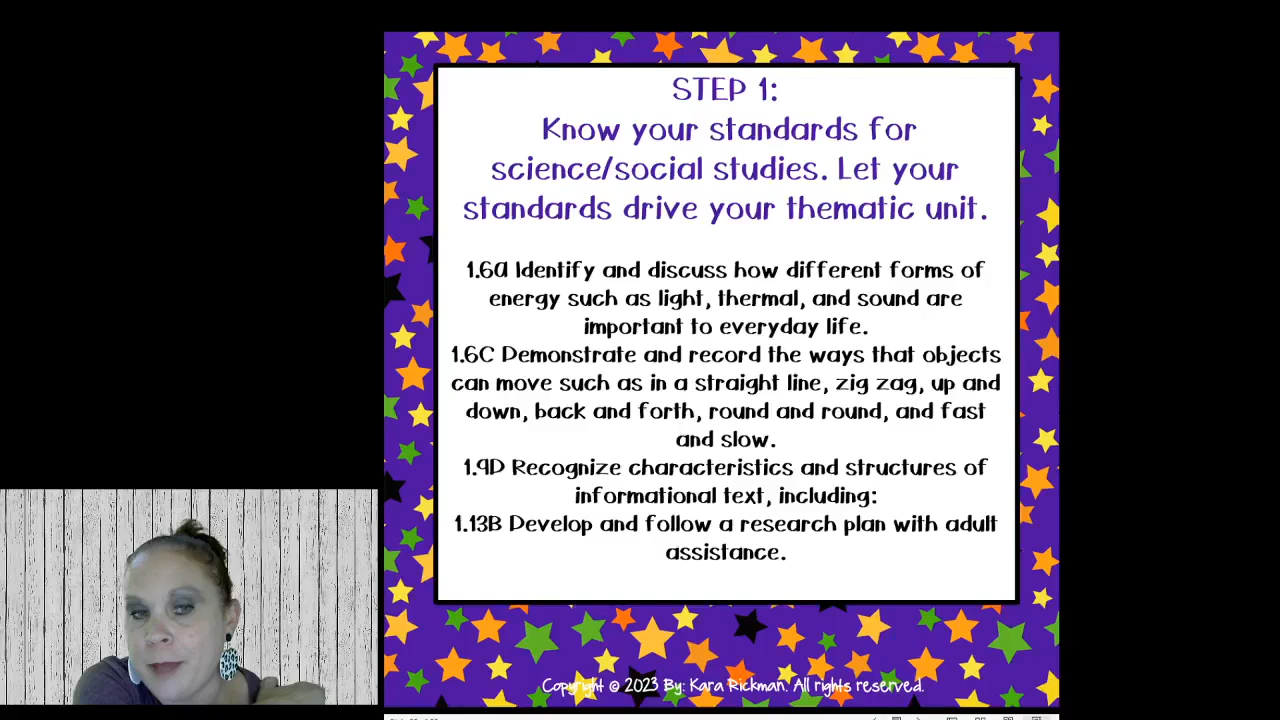 STEP 1:
Know your standards for
science/social studies. Let your
standards drive your thematic unit.
1.6A Identify and discuss how different forms of
energy such as light, thermal, and sound are
important to everyday life.
1.6C Demonstrate and record the ways that objects
can move such as in a straight line, zig zag, up and
down, back and forth, round and round, and fast
and slow.
1.9D Recognize characteristics and structures of
informational text, including:
1.13B Develop and follow a research plan with adult
assistance.
Copyright © 2023 By: Kara Rickman. All rights reserved.